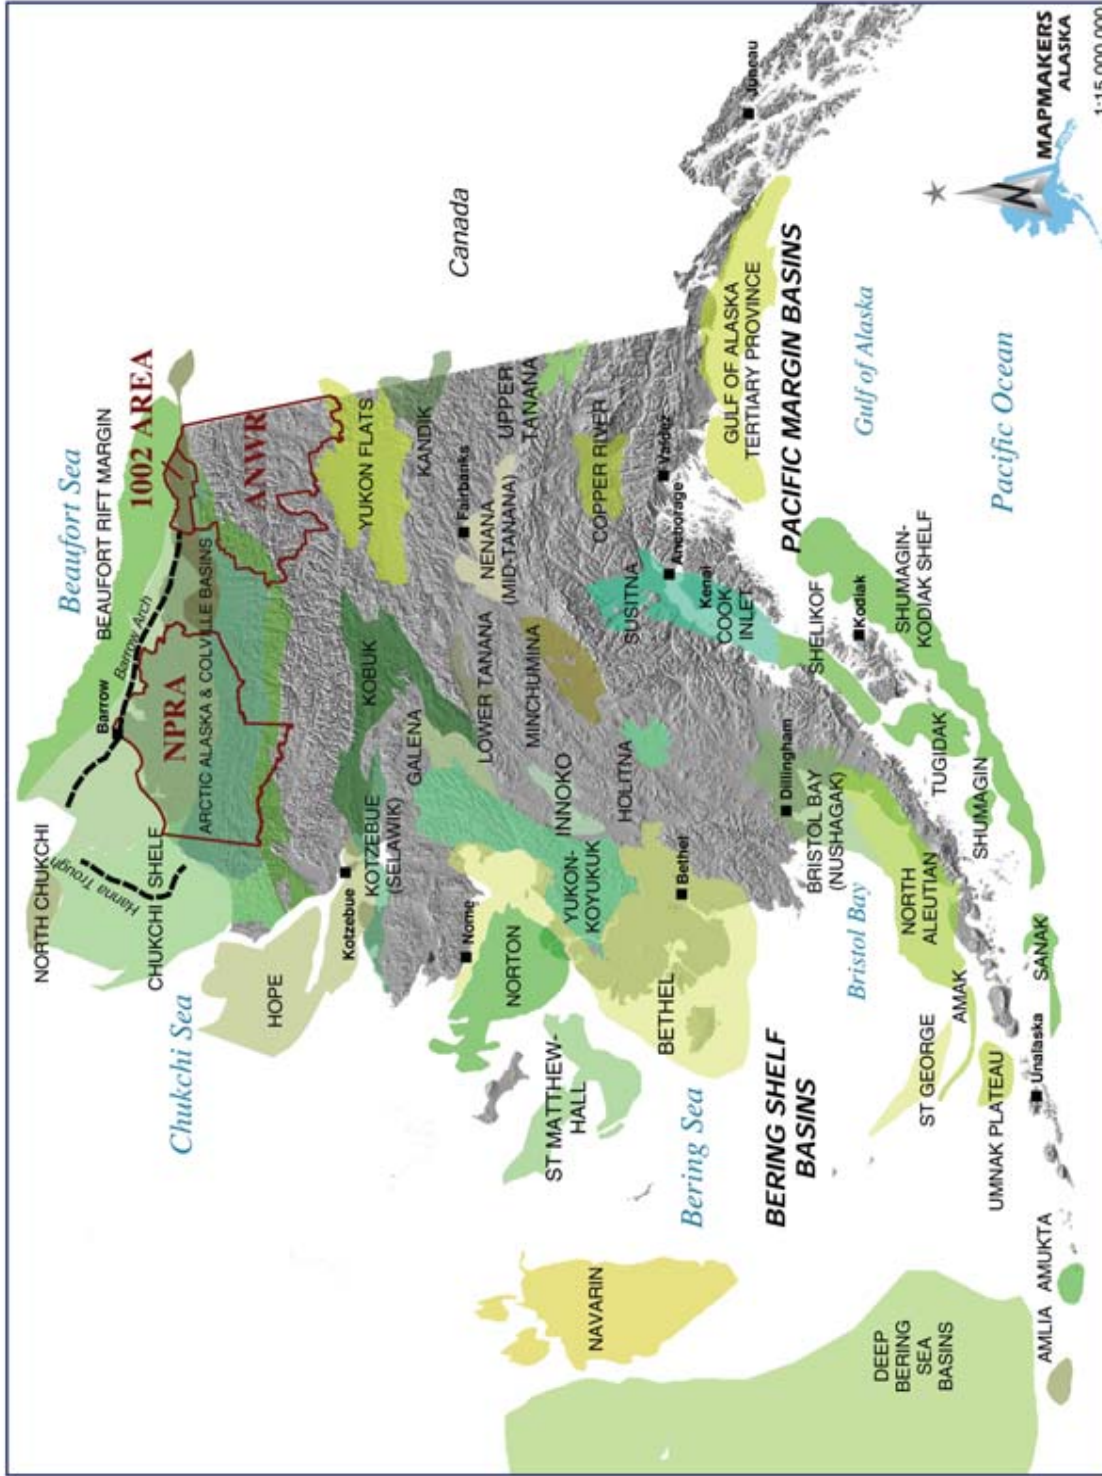 Beaufort Sea
BEAUFORT RIFT MARGIN
1002 AREA
NORTH CHUKCHI
Barrow
Barrow Arch
NPRA
ANWR
Hanna Trough
CHUKCHI SHELF
ARCTIC ALASKA & COLVILLE BASINS
Chukchi Sea
HOPE
Kotzebue
KOTZEBUE
(SELAWIK)
KOBUK
YUKON FLATS
KANDIK
Canada
GALENA
Nome
Fairbanks
LOWER TANANA
NENANA
(MID-TANANA)
UPPER
TANANA
NORTON
MINCHUMINA
INNOKO
YUKON-
KOYUKUK
ST MATTHEW-
HALL
HOLITNA
SUSITNA
COPPER RIVER
NAVARIN
BETHEL
Bethel
Anchorage
Valdez
Bering Sea
Kenai
COOK
INLET
GULF OF ALASKA
TERTIARY PROVINCE
Juneau
BERING SHELF
BASINS
Dillingham
BRISTOL BAY
(NUSHAGAK)
PACIFIC MARGIN BASINS
SHELIKOF
Kodiak
Bristol Bay
Gulf of Alaska
DEEP
BERING
SEA
BASINS
ST GEORGE
AMAK
NORTH
ALEUTIAN
TUGIDAK
SHUMAGIN-
KODIAK SHELF
UMNAK PLATEAU
SHUMAGIN
Pacific Ocean
Unalaska
SANAK
AMLIA
AMUKTA
N
MAPMAKERS
ALASKA
1:15,000,000